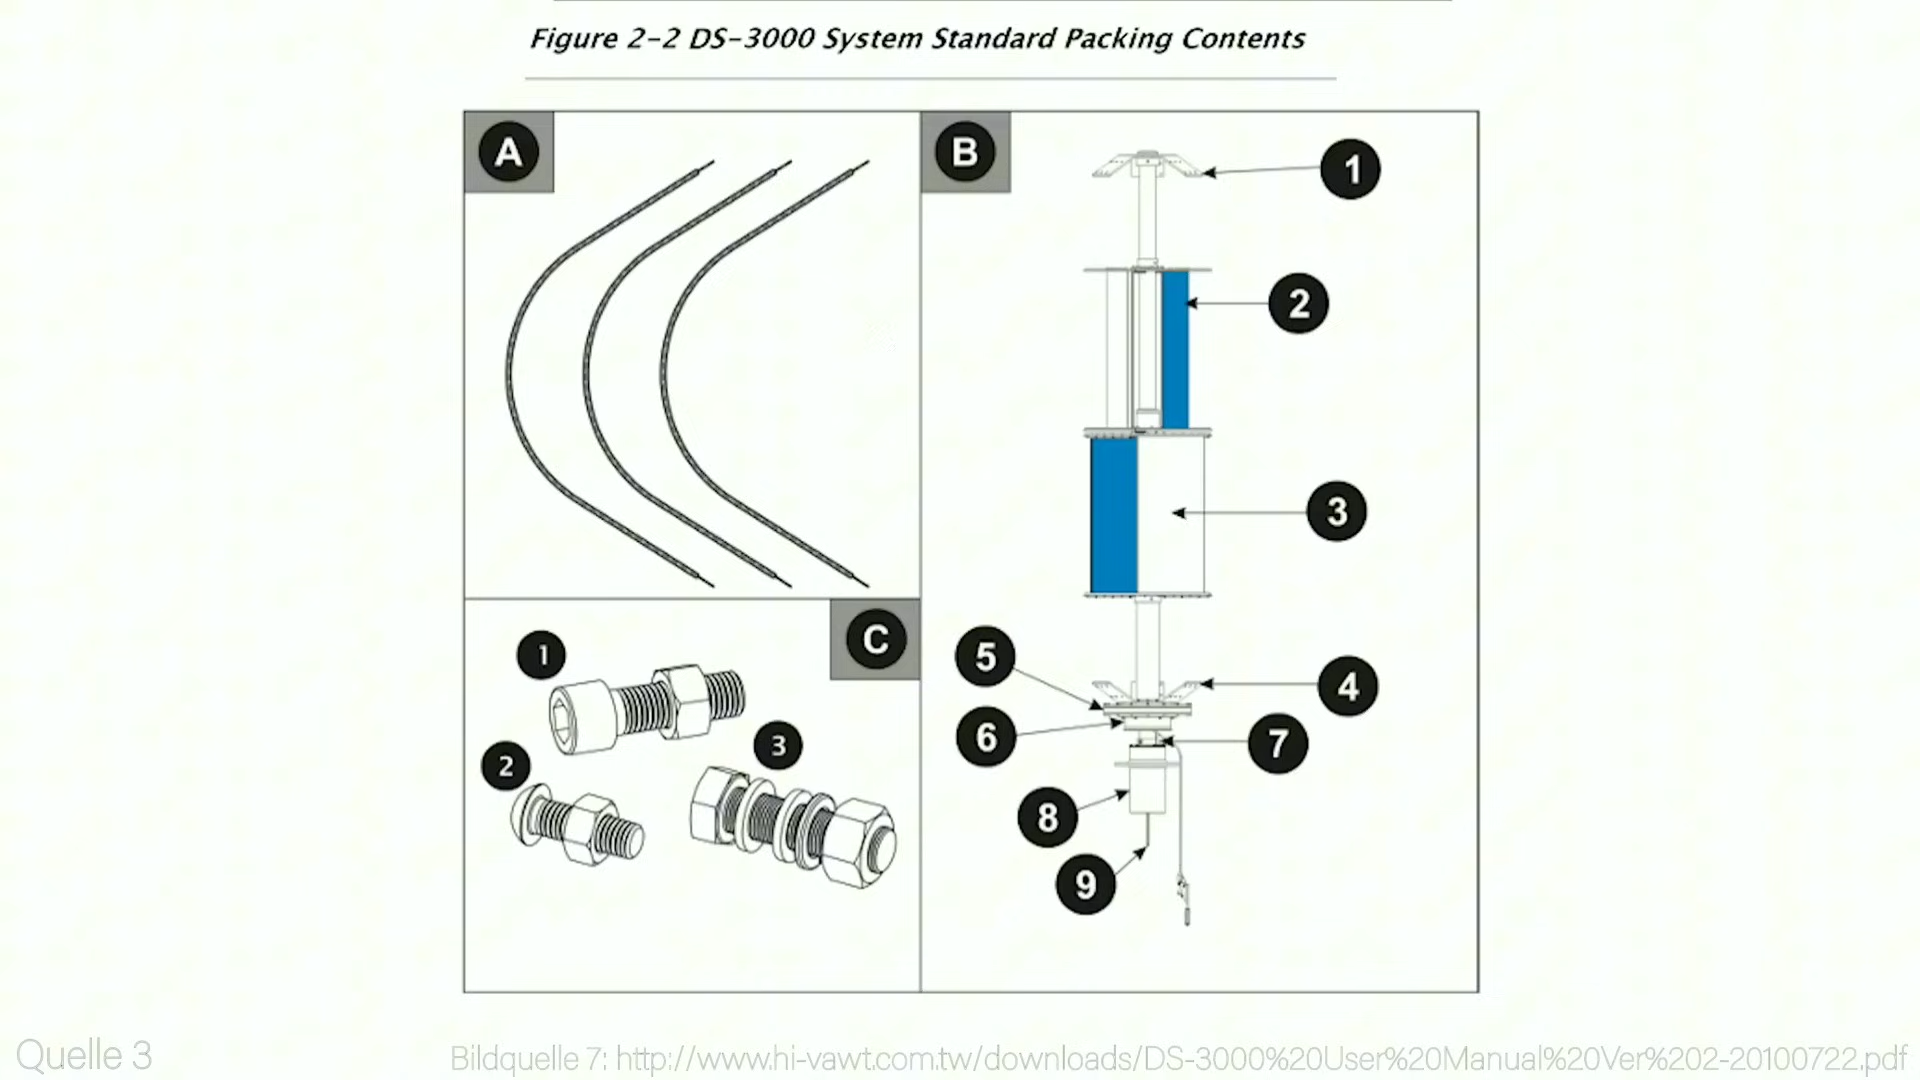 Figure 2-2 DS-3000 System Standard Packing Contents
A
B
1
2
3
4
5
6
7
8
9
C
1
2
3
Quelle 3
Bildquelle 7: http://www.hi-vawt.com.tw/downloads/DS-3000%20User%20Manual%20Ver%202-20100722.pdf